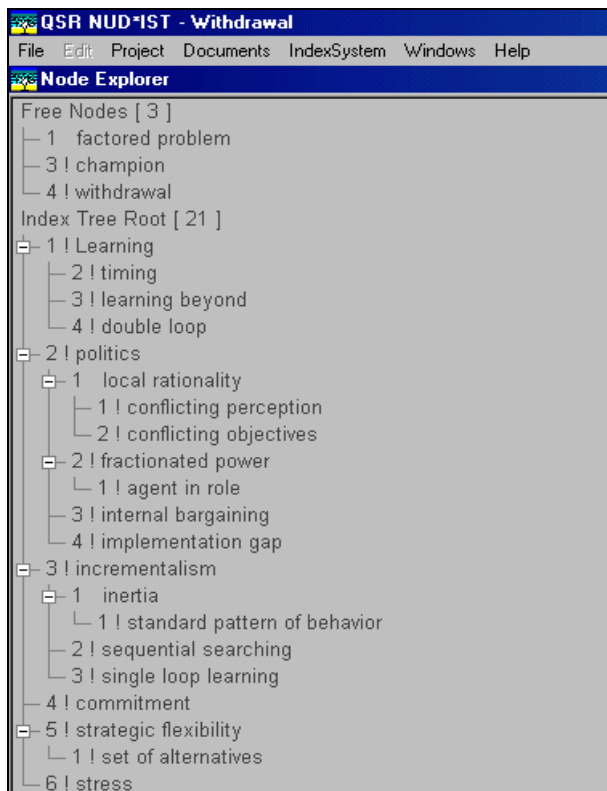 QSR NUD*IST - Withdrawal
File Edit Project Documents IndexSystem Windows Help
Node Explorer
Free Nodes [ 3 ]
1 factored problem
3 ! champion
4 ! withdrawal
Index Tree Root [ 21 ]
1 ! Learning
2 ! timing
3 ! learning beyond
4 ! double loop
2 ! politics
1 local rationality
1 ! conflicting perception
2 ! conflicting objectives
2 ! fractionated power
1 ! agent in role
3 ! internal bargaining
4 ! implementation gap
3 ! incrementalism
1 inertia
1 ! standard pattern of behavior
2 ! sequential searching
3 ! single loop learning
4 ! commitment
5 ! strategic flexibility
1 ! set of alternatives
6 ! stress